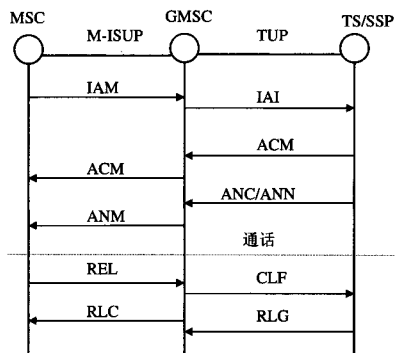 MSC GMSC TS/SSP
M-ISUP TUP
IAM
IAI
ACM
ACM
ANC/ANN
ANM
通话
REL
CLF
RLC
RLG